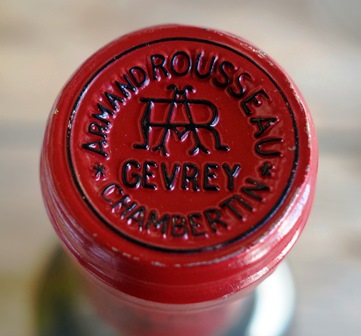 ARMAND ROUSSEAU
AR
GEVREY
* CHAMBERTIN *